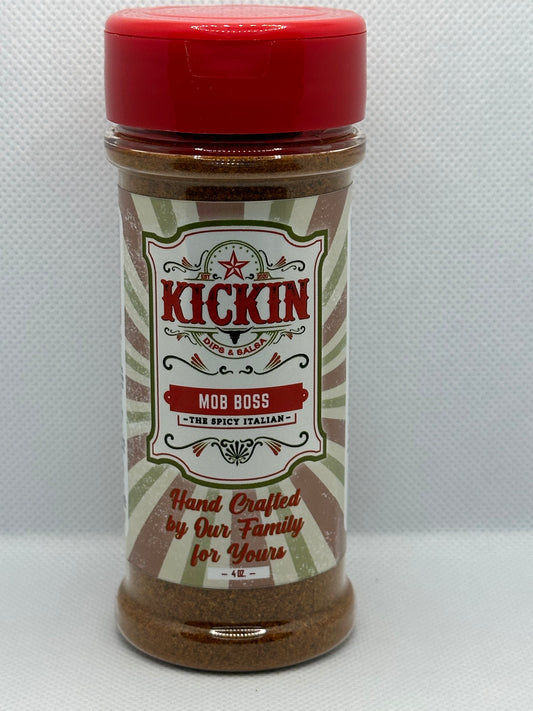 KICKIN
DIPS & SALSA
MOB BOSS
-THE SPICY ITALIAN-
Hand Crafted
by Our Family
for Yours
- 4 OZ. -